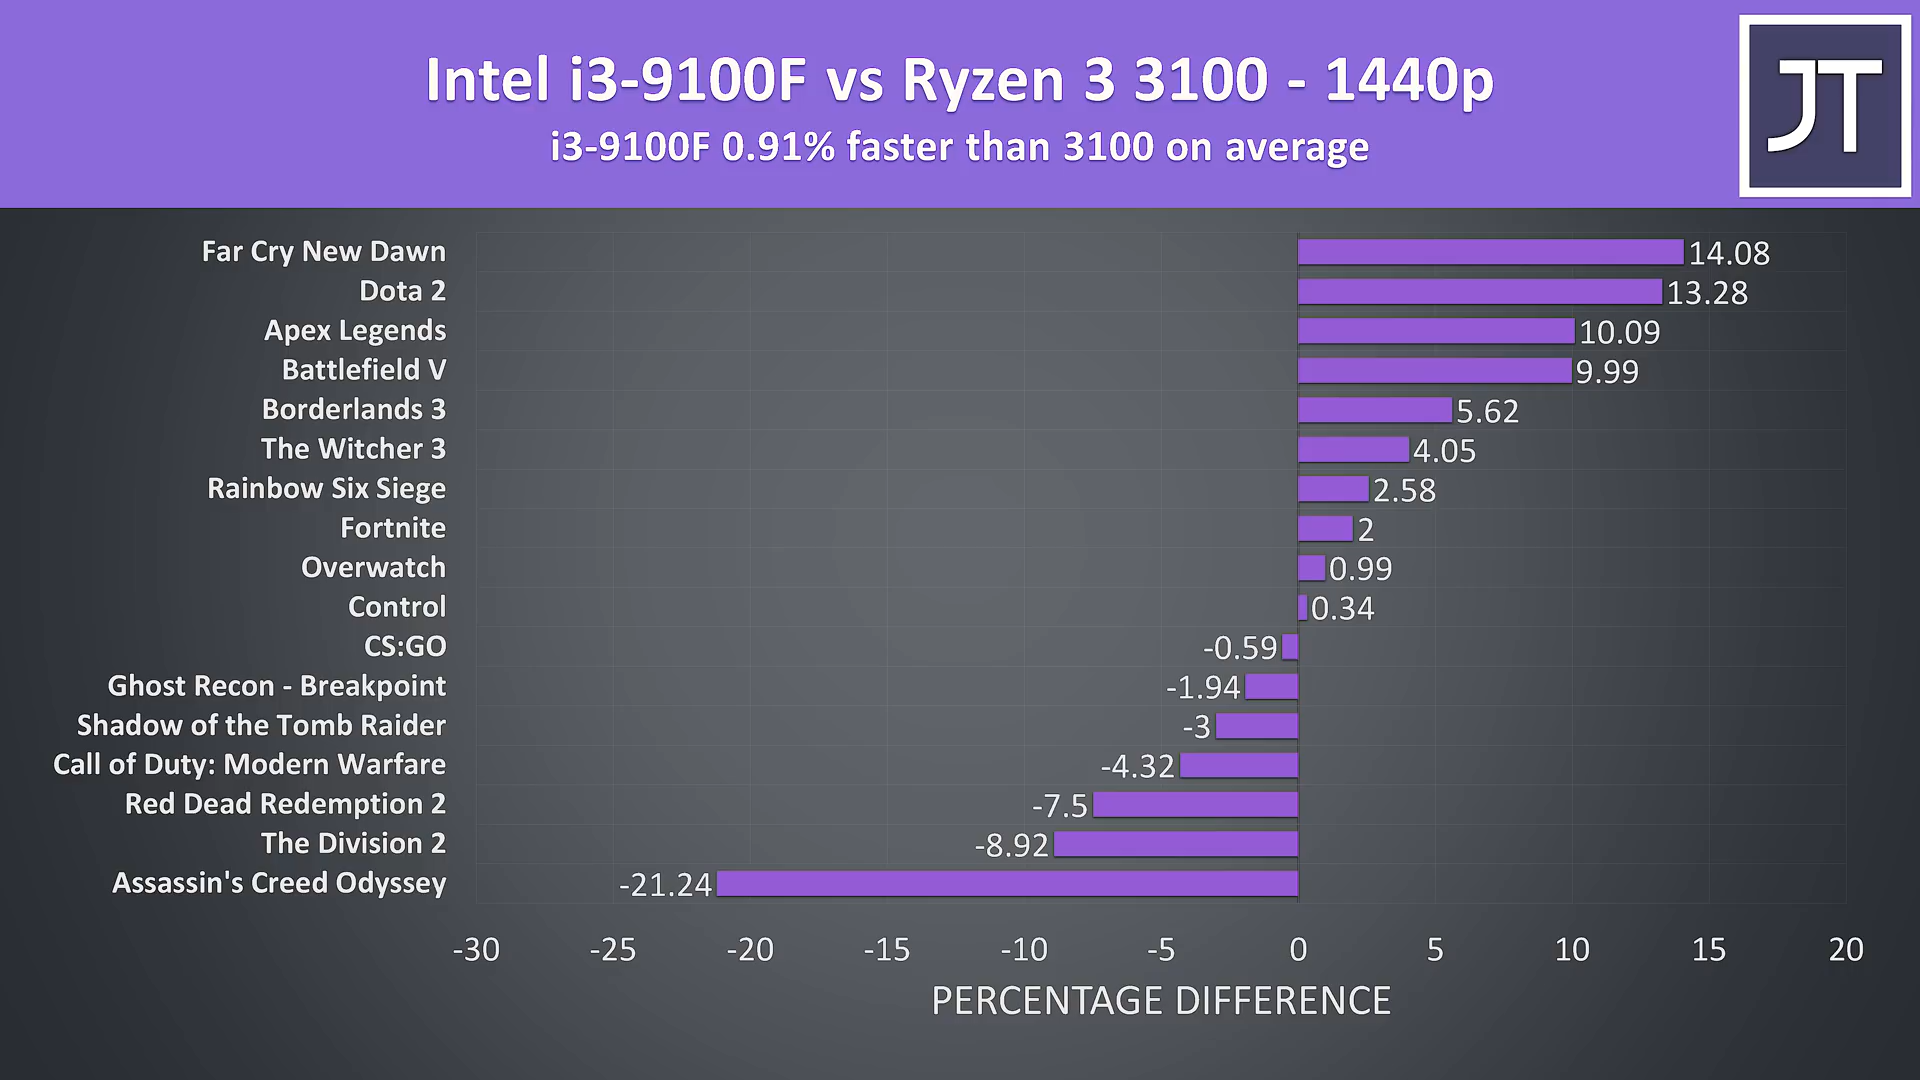 Intel i3-9100F vs Ryzen 3 3100 - 1440p
i3-9100F 0.91% faster than 3100 on average
JT
Far Cry New Dawn 14.08
Dota 2 13.28
Apex Legends 10.09
Battlefield V 9.99
Borderlands 3 5.62
The Witcher 3 4.05
Rainbow Six Siege 2.58
Fortnite 2
Overwatch 0.99
Control 0.34
CS:GO -0.59
Ghost Recon - Breakpoint -1.94
Shadow of the Tomb Raider -3
Call of Duty: Modern Warfare -4.32
Red Dead Redemption 2 -7.5
The Division 2 -8.92
Assassin's Creed Odyssey -21.24
-30 -25 -20 -15 -10 -5 0 5 10 15 20
PERCENTAGE DIFFERENCE